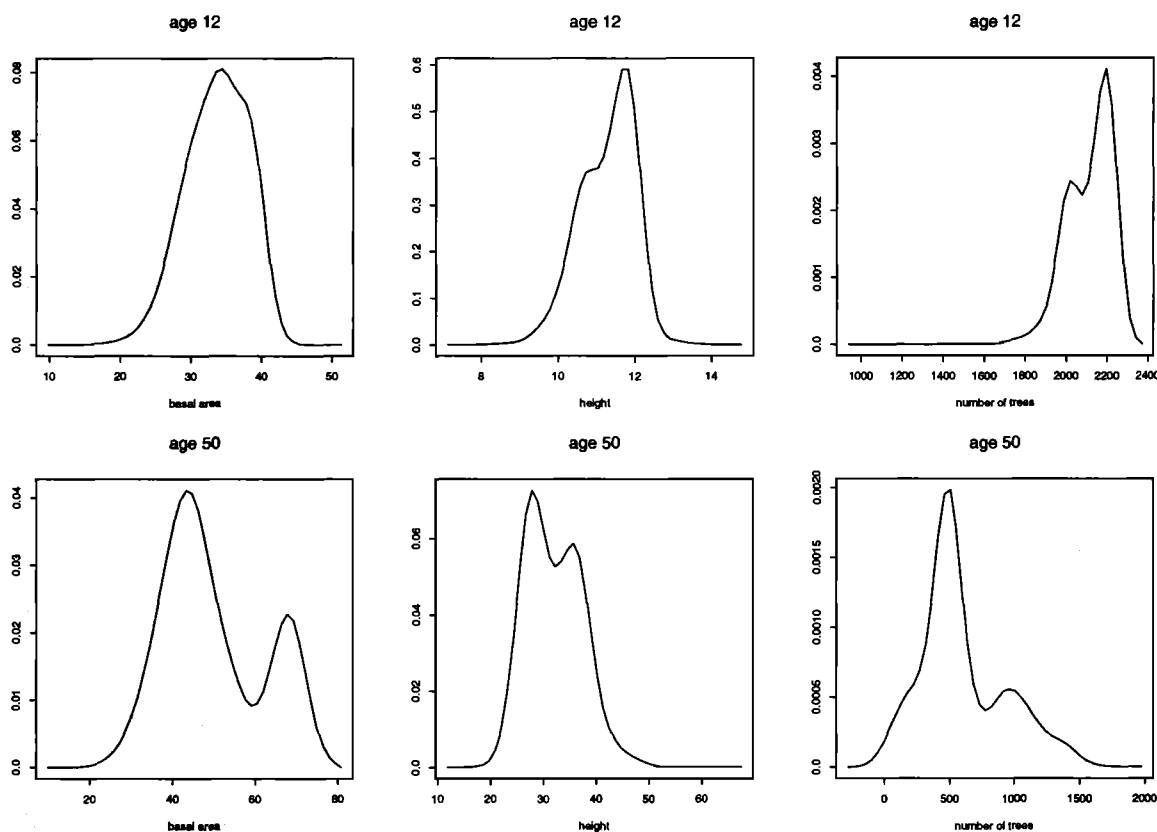 age 12
age 12
age 12
0.0 0.02 0.04 0.06 0.08
10 20 30 40 50
basal area
0.0 0.1 0.2 0.3 0.4 0.5 0.6
8 10 12 14
height
0.0 0.001 0.002 0.003 0.004
1000 1200 1400 1600 1800 2000 2200 2400
number of trees
age 50
age 50
age 50
0.0 0.01 0.02 0.03 0.04
20 40 60 80
basal area
0.0 0.02 0.04 0.06
10 20 30 40 50 60
height
0.0 0.0005 0.0010 0.0015 0.0020
0 500 1000 1500 2000
number of trees